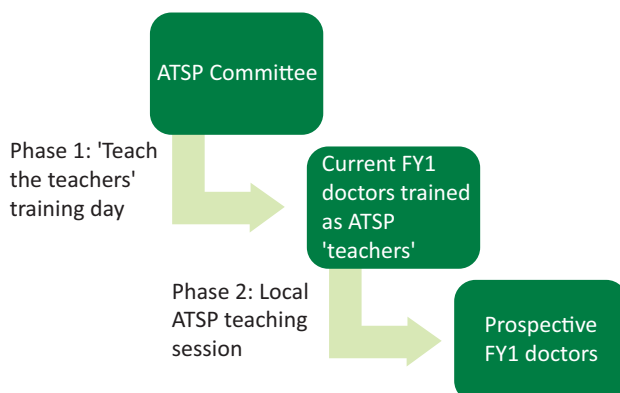 ATSP Committee
Phase 1: 'Teach
the teachers'
training day
Current FY1
doctors trained
as ATSP
'teachers'
Phase 2: Local
ATSP teaching
session
Prospective
FY1 doctors